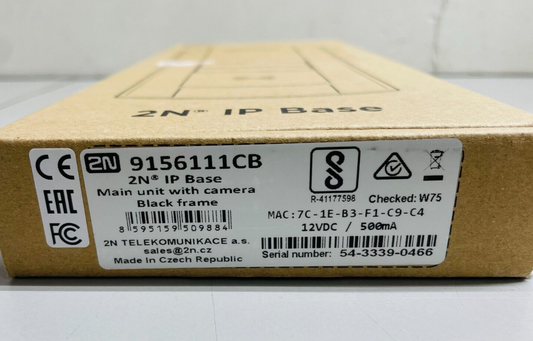 2N® IP Base
CE
EAC
FC
2N 9156111CB
2N® IP Base
Main unit with camera
Black frame
8 595159 509884
2N TELEKOMUNIKACE a.s.
sales@2n.cz
Made in Czech Republic
R-41177598
Checked: W75
MAC:7C-1E-B3-F1-C9-C4
12VDC / 500mA
Serial number: 54-3339-0466